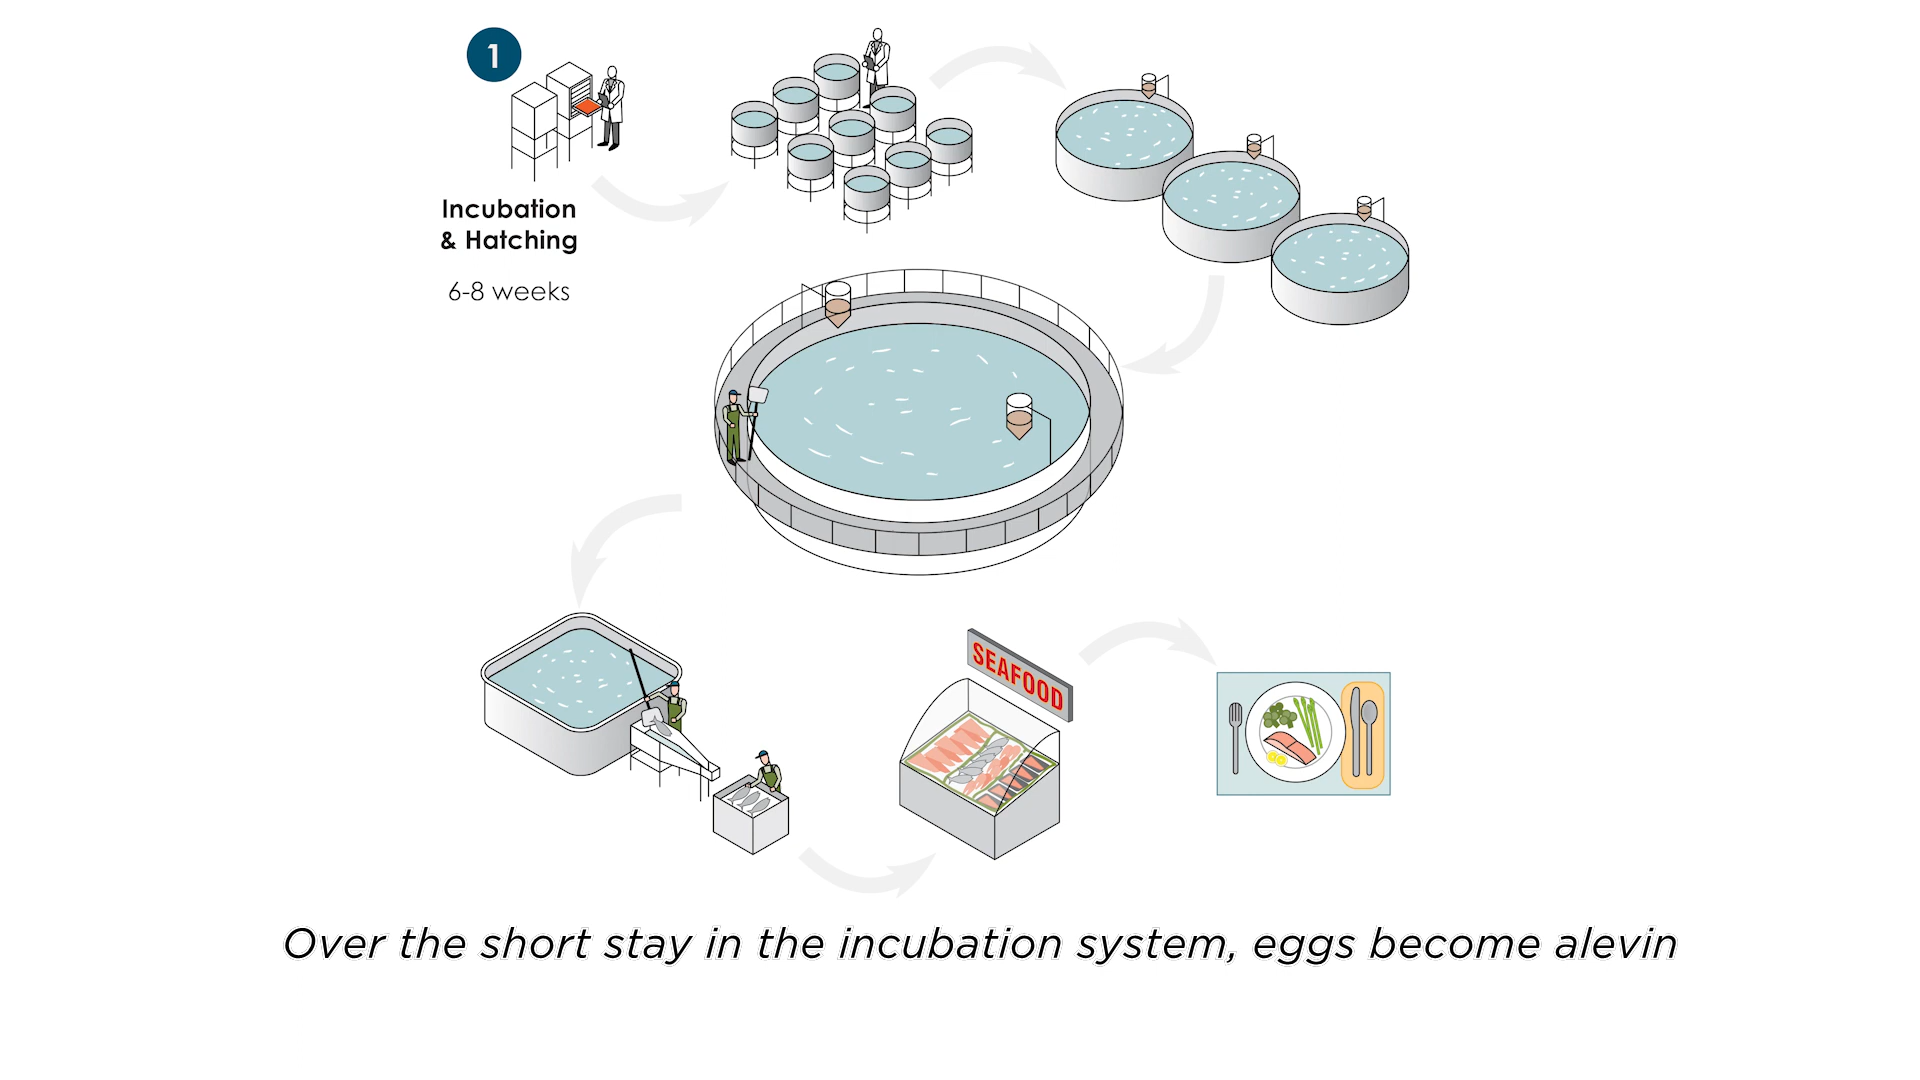 1
Incubation
& Hatching
6-8 weeks
SEAFOOD
Over the short stay in the incubation system, eggs become alevin